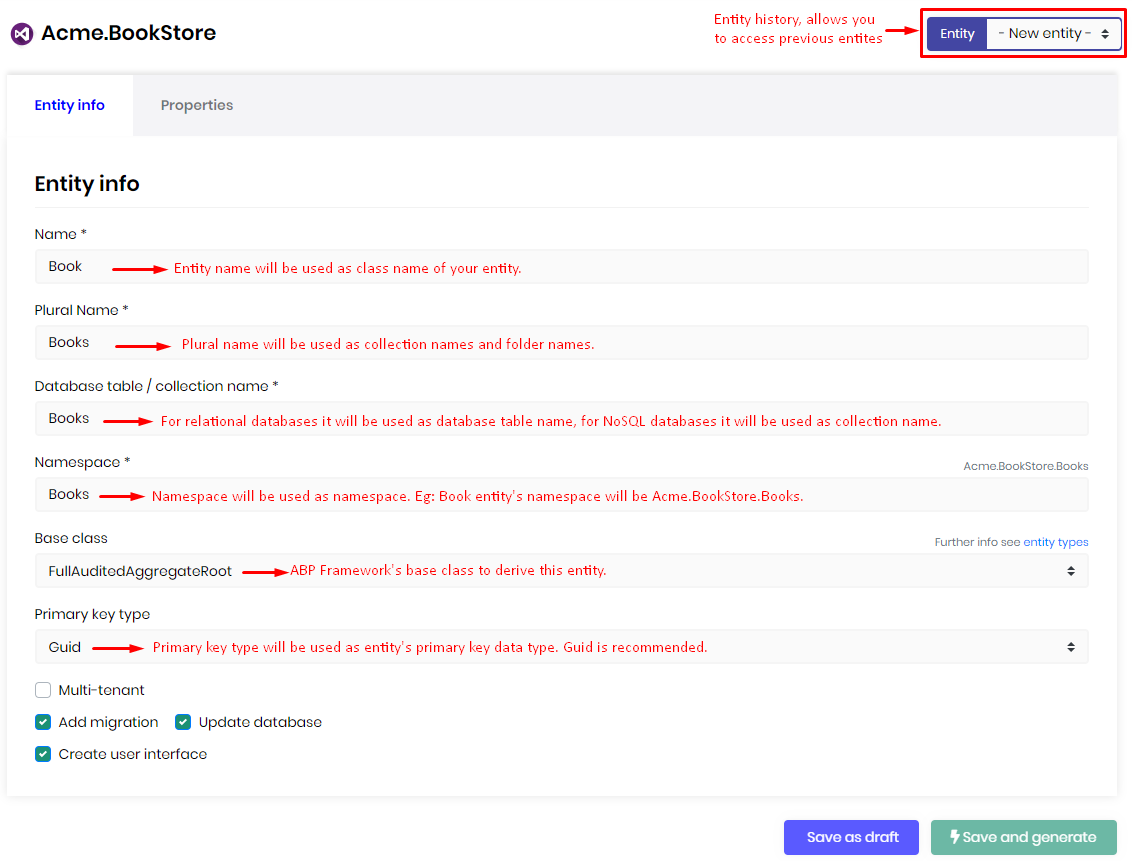 Acme.BookStore
Entity history, allows you
to access previous entites
Entity
- New entity -
Entity info
Properties
Entity info
Name *
Book
Entity name will be used as class name of your entity.
Plural Name *
Books
Plural name will be used as collection names and folder names.
Database table / collection name *
Books
For relational databases it will be used as database table name, for NoSQL databases it will be used as collection name.
Namespace *
Acme.BookStore.Books
Books
Namespace will be used as namespace. Eg: Book entity's namespace will be Acme.BookStore.Books.
Base class
Further info see entity types
FullAuditedAggregateRoot
ABP Framework's base class to derive this entity.
Primary key type
Guid
Primary key type will be used as entity's primary key data type. Guid is recommended.
Multi-tenant
Add migration
Update database
Create user interface
Save as draft
Save and generate